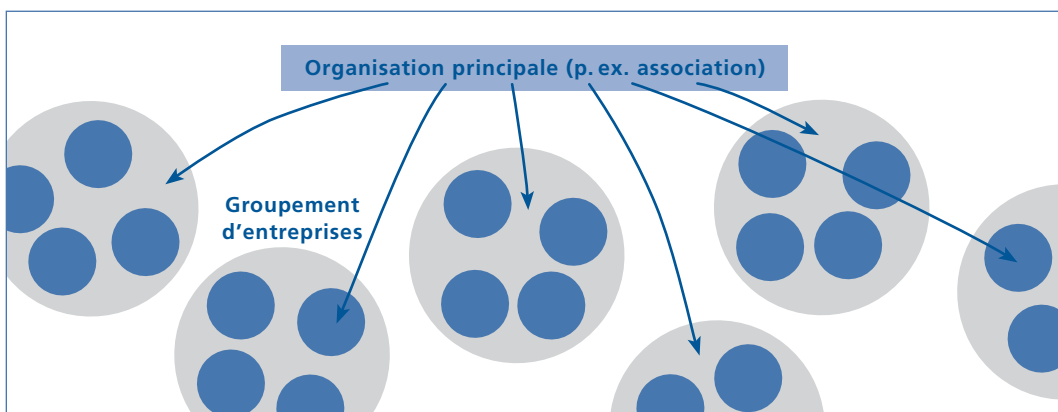 Organisation principale (p. ex. association)
Groupement
d’entreprises